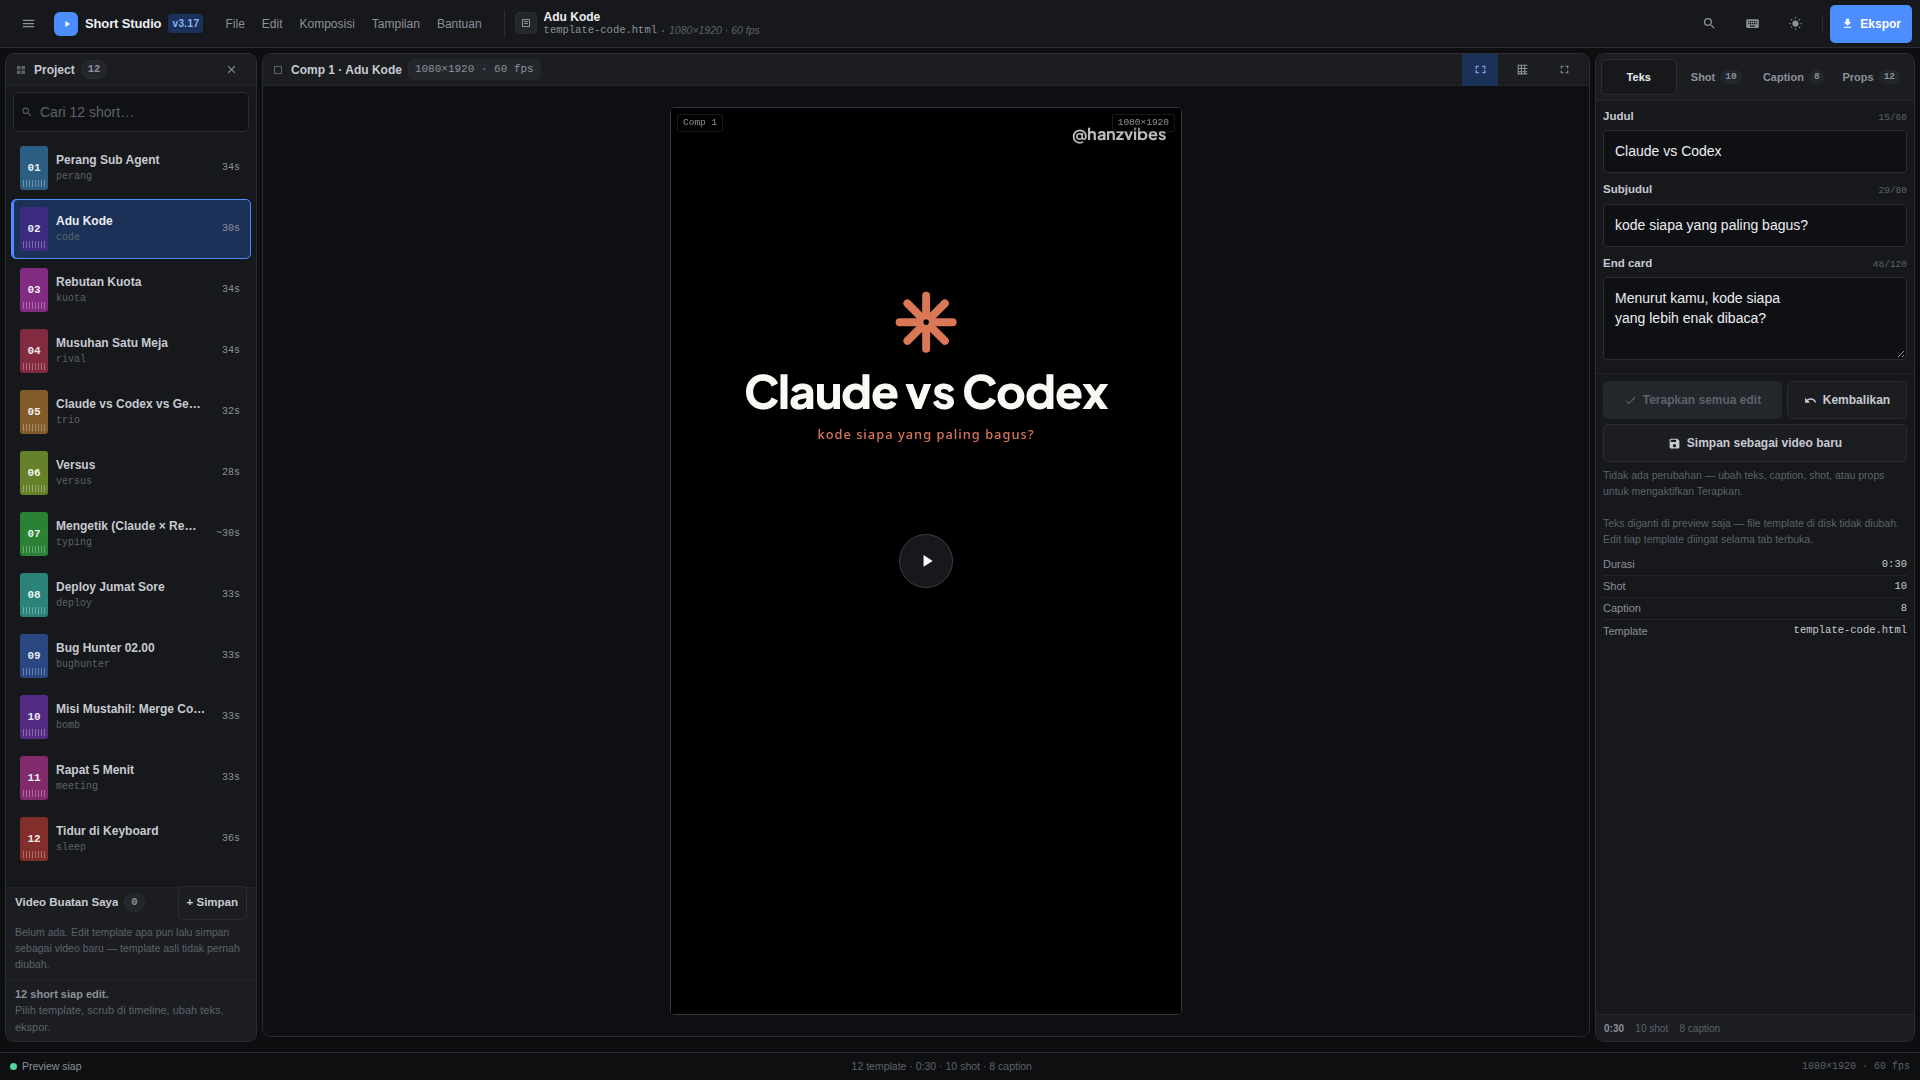 Short Studio v3.17 File Edit Komposisi Tampilan Bantuan
Adu Kode
template-code.html · 1080×1920 · 60 fps
Ekspor
Project 12
Cari 12 short…
01 Perang Sub Agent 34s
perang
02 Adu Kode 30s
code
03 Rebutan Kuota 34s
kuota
04 Musuhan Satu Meja 34s
rival
05 Claude vs Codex vs Ge… 32s
trio
06 Versus 28s
versus
07 Mengetik (Claude × Re… ~30s
typing
08 Deploy Jumat Sore 33s
deploy
09 Bug Hunter 02.00 33s
bughunter
10 Misi Mustahil: Merge Co… 33s
bomb
11 Rapat 5 Menit 33s
meeting
12 Tidur di Keyboard 36s
sleep
Video Buatan Saya 0 + Simpan
Belum ada. Edit template apa pun lalu simpan
sebagai video baru — template asli tidak pernah
diubah.
12 short siap edit.
Pilih template, scrub di timeline, ubah teks,
ekspor.
Comp 1 · Adu Kode 1080×1920 · 60 fps
Comp 1 1080×1920
@hanzvibes
Claude vs Codex
kode siapa yang paling bagus?
Teks Shot 10 Caption 8 Props 12
Judul 15/60
Claude vs Codex
Subjudul 29/80
kode siapa yang paling bagus?
End card 48/120
Menurut kamu, kode siapa
yang lebih enak dibaca?
Terapkan semua edit Kembalikan
Simpan sebagai video baru
Tidak ada perubahan — ubah teks, caption, shot, atau props
untuk mengaktifkan Terapkan.
Teks diganti di preview saja — file template di disk tidak diubah.
Edit tiap template diingat selama tab terbuka.
Durasi 0:30
Shot 10
Caption 8
Template template-code.html
0:30 · 10 shot · 8 caption
Preview siap
12 template · 0:30 · 10 shot · 8 caption
1080×1920 · 60 fps